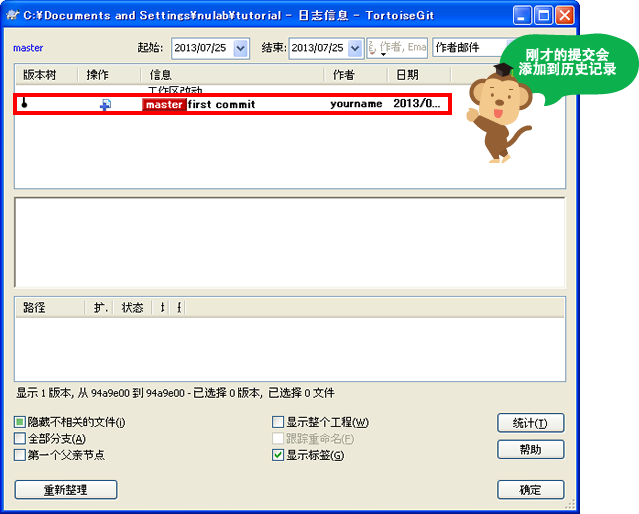 C:¥Documents and Settings¥nulab¥tutorial - 日志信息 - TortoiseGit
master
起始: 2013/07/25 结束: 2013/07/25 作者, Ema 作者邮件
刚才的提交会
添加到历史记录
版本树 操作 信息 作者 日期
工作区改动
master first commit yourname 2013/0...
路径 扩. 状态
显示 1 版本, 从 94a9e00 到 94a9e00 - 已选择 0 版本, 已选择 0 文件
隐藏不相关的文件(I) 显示整个工程(W) 统计(T)
全部分支(A) 跟踪重命名(F)
帮助
第一个父亲节点 显示标签(G)
重新整理 确定